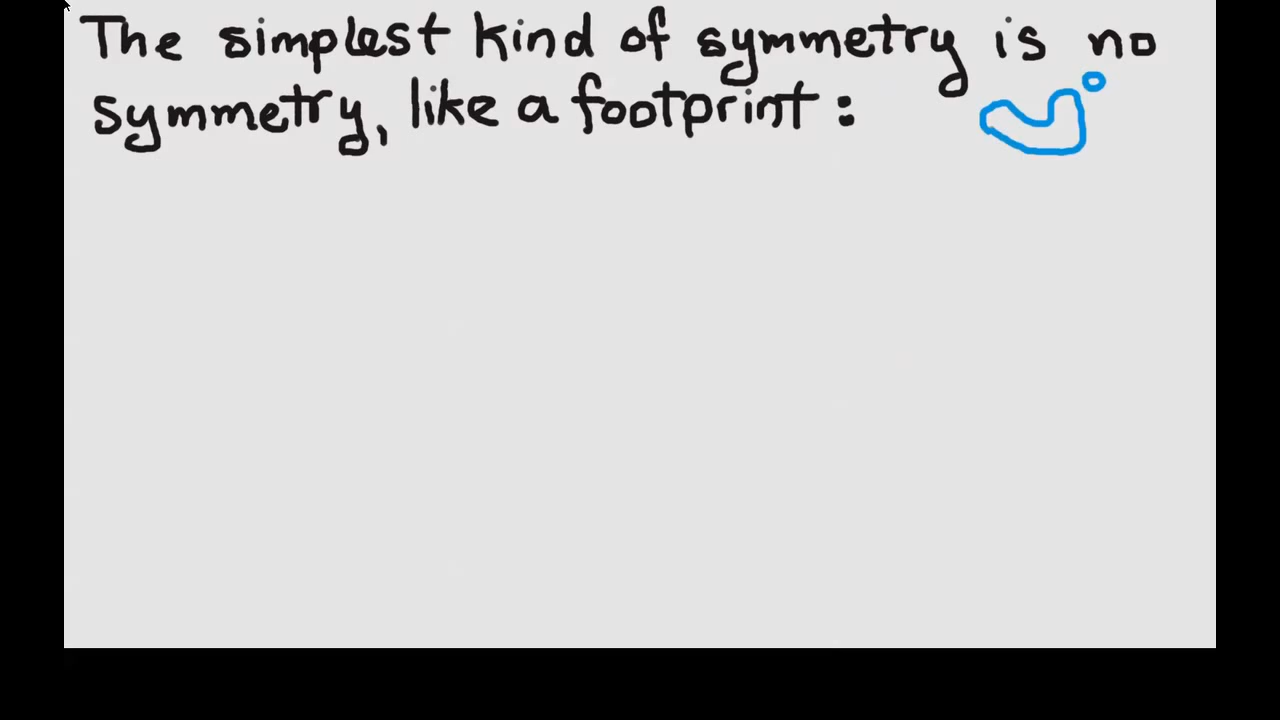 The simplest kind of symmetry is no
symmetry, like a footprint: